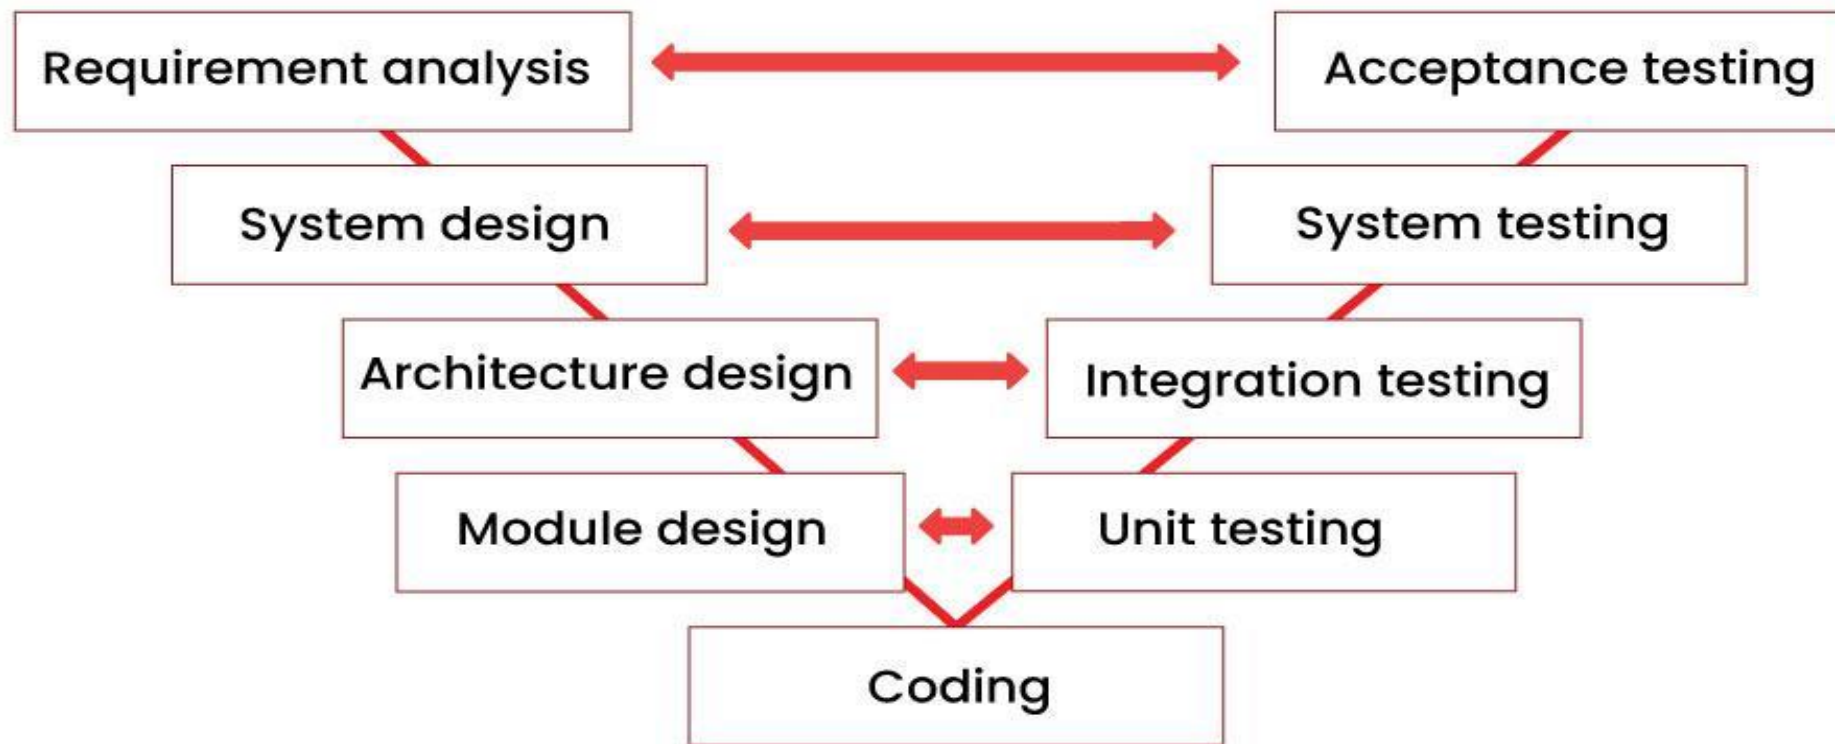 Requirement analysis
Acceptance testing
System design
System testing
Architecture design
Integration testing
Module design
Unit testing
Coding